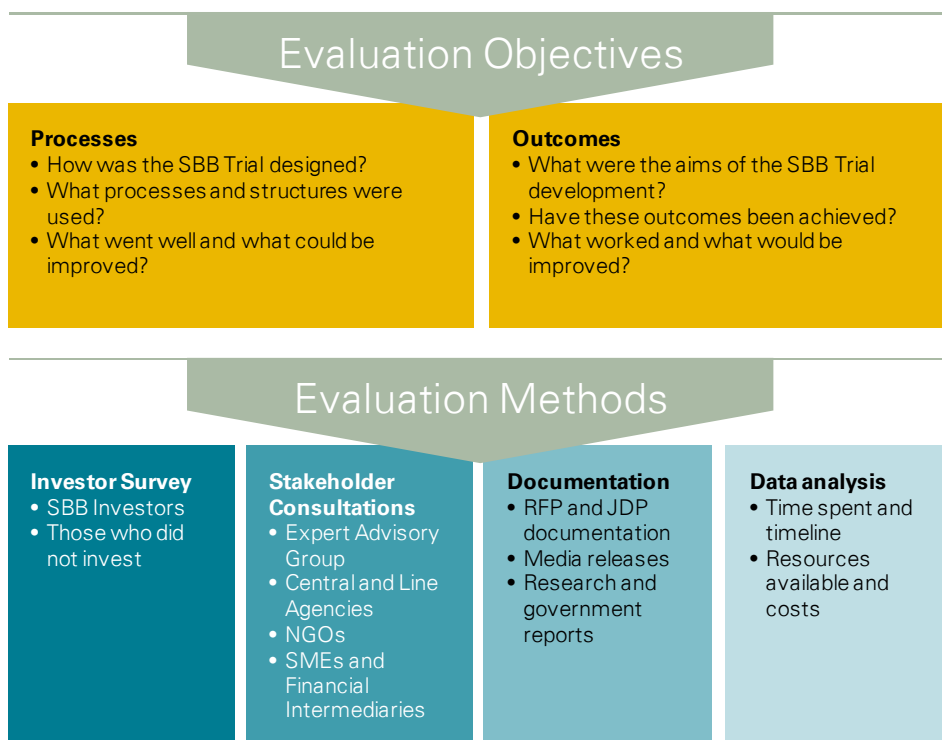 Evaluation Objectives
Processes
• How was the SBB Trial designed?
• What processes and structures were
used?
• What went well and what could be
improved?
Outcomes
• What were the aims of the SBB Trial
development?
• Have these outcomes been achieved?
• What worked and what would be
improved?
Evaluation Methods
Investor Survey
• SBB Investors
• Those who did
not invest
Stakeholder
Consultations
• Expert Advisory
Group
• Central and Line
Agencies
• NGOs
• SMEs and
Financial
Intermediaries
Documentation
• RFP and JDP
documentation
• Media releases
• Research and
government
reports
Data analysis
• Time spent and
timeline
• Resources
available and
costs